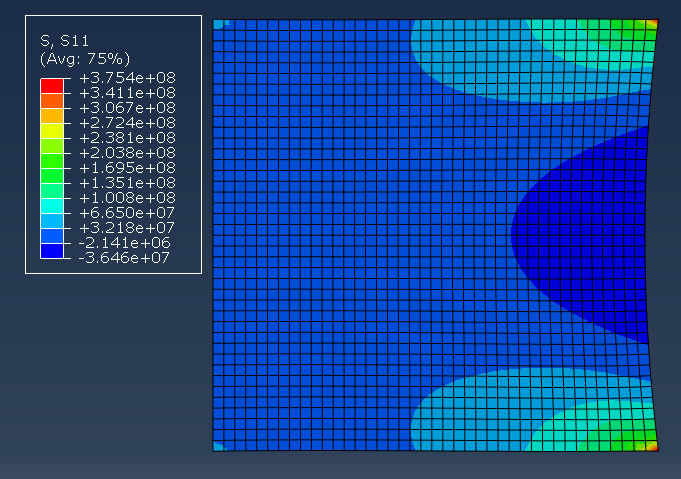 S, S11
(Avg: 75%)
+3.754e+08
+3.411e+08
+3.067e+08
+2.724e+08
+2.381e+08
+2.038e+08
+1.695e+08
+1.351e+08
+1.008e+08
+6.650e+07
+3.218e+07
-2.141e+06
-3.646e+07